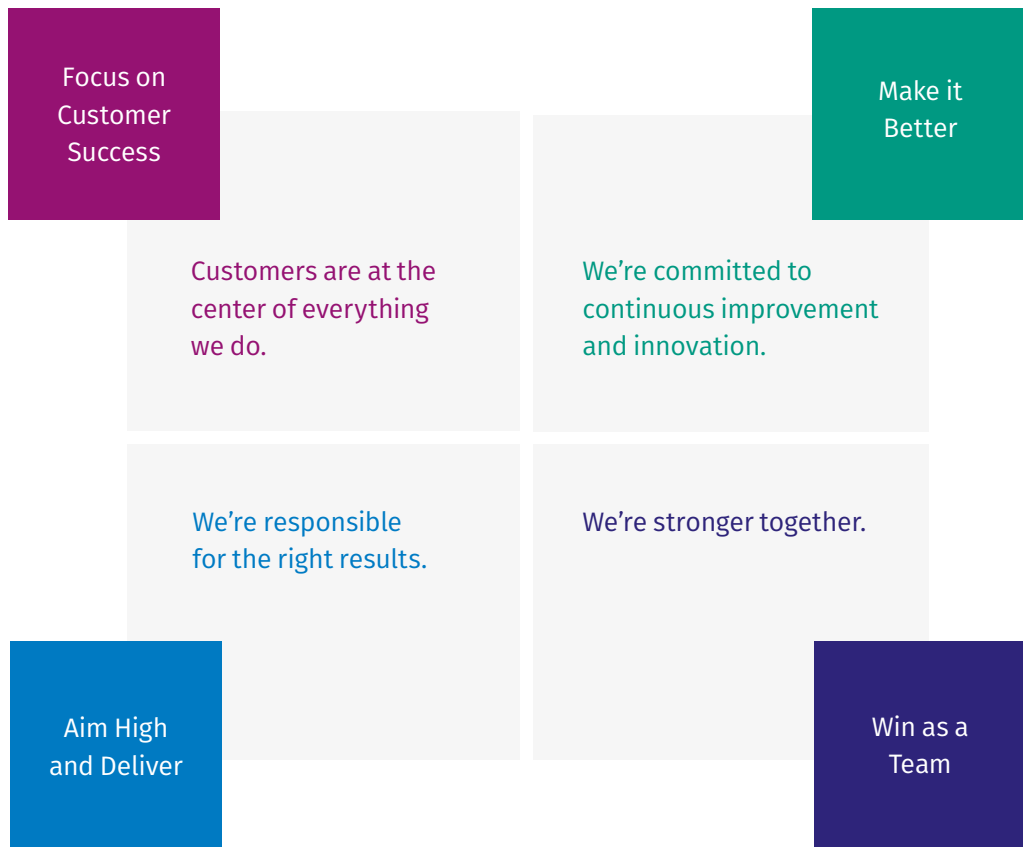 Focus on
Customer
Success
Make it
Better
Customers are at the
center of everything
we do.
We’re committed to
continuous improvement
and innovation.
We’re responsible
for the right results.
We’re stronger together.
Aim High
and Deliver
Win as a
Team